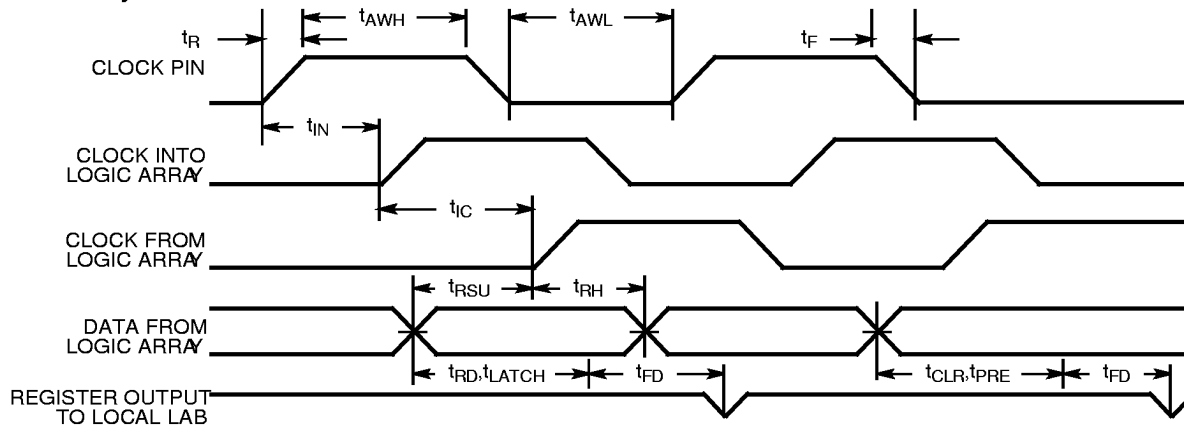 tAWH
tAWL
tR
tF
CLOCK PIN
tIN
CLOCK INTO
LOGIC ARRAY
tIC
CLOCK FROM
LOGIC ARRAY
tRSU
tRH
DATA FROM
LOGIC ARRAY
tRD,tLATCH
tFD
tCLR,tPRE
tFD
REGISTER OUTPUT
TO LOCAL LAB